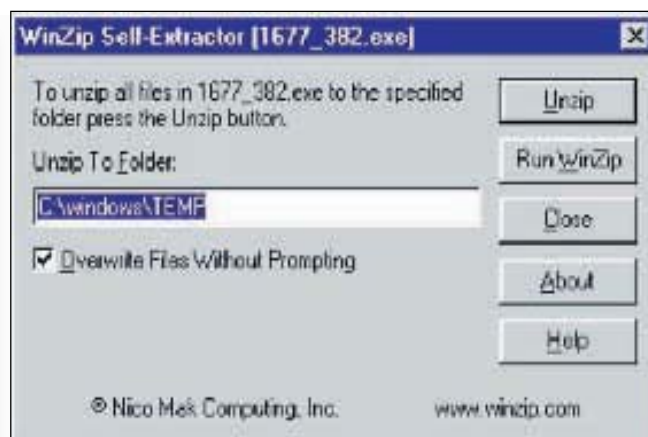 WinZip Self-Extractor [1677_382.exe]
To unzip all files in 1677_382.exe to the specified
folder press the Unzip button.
Unzip To Folder:
C:\windows\TEMP
Overwrite Files Without Prompting
Unzip
Run WinZip
Close
About
Help
© Nico Mak Computing, Inc.
www.winzip.com